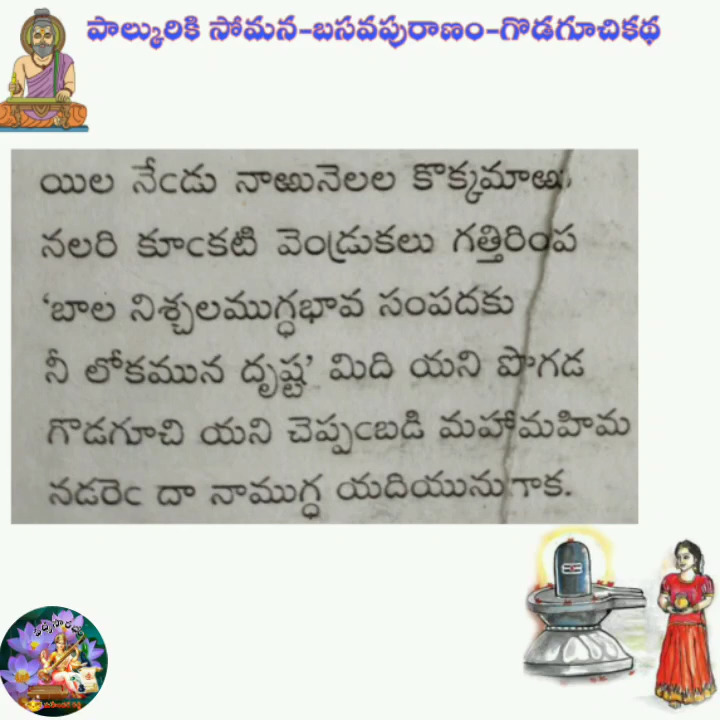 పాల్కురికి సోమన-బసవపురాణం-గొడగూచికథ
యిల నేఁడు నాఱునెలల కొక్కమాఱు
నలరి కూఁకటి వెండ్రుకలు గత్తిరింప
‘బాల నిశ్చలముగ్ధభావ సంపదకు
నీ లోకమున దృష్ట’ మిది యని పొగడ
గొడగూచి యని చెప్పఁబడి మహామహిమ
నడరెఁ దా నాముగ్ధ యదియునుగాక.